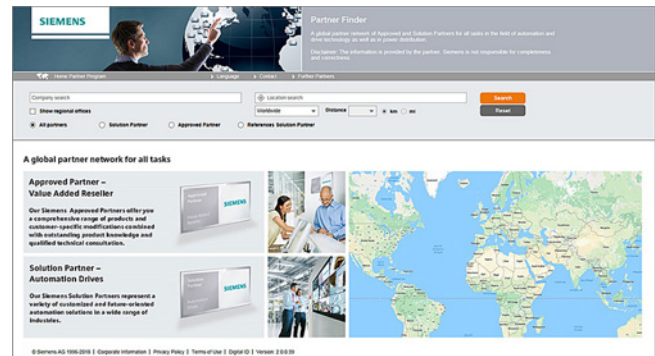 SIEMENS
Partner Finder
A global partner network of Approved and Solution Partners for all tasks in the field of automation and
drive technology as well as in power distribution.
Disclaimer: The information is provided by the partner. Siemens is not responsible for completeness
and correctness.
Home Partner Program
Language
Contact
Further Partners
Company search
Location search
Search
Show regional offices
Worldwide
Distance
km
mi
Reset
All partners
Solution Partner
Approved Partner
References Solution Partner
A global partner network for all tasks
Approved Partner –
Value Added Reseller
Our Siemens Approved Partners offer you
a comprehensive range of products and
customer-specific modifications combined
with outstanding product knowledge and
qualified technical consultation.
Approved
Partner
SIEMENS
Solution Partner –
Automation Drives
Our Siemens Solution Partners represent a
variety of customized and future-oriented
automation solutions in a wide range of
industries.
Solution
Partner
SIEMENS
© Siemens AG 1996-2019 | Corporate Information | Privacy Policy | Terms of Use | Digital ID | Version: 2.0.0.39